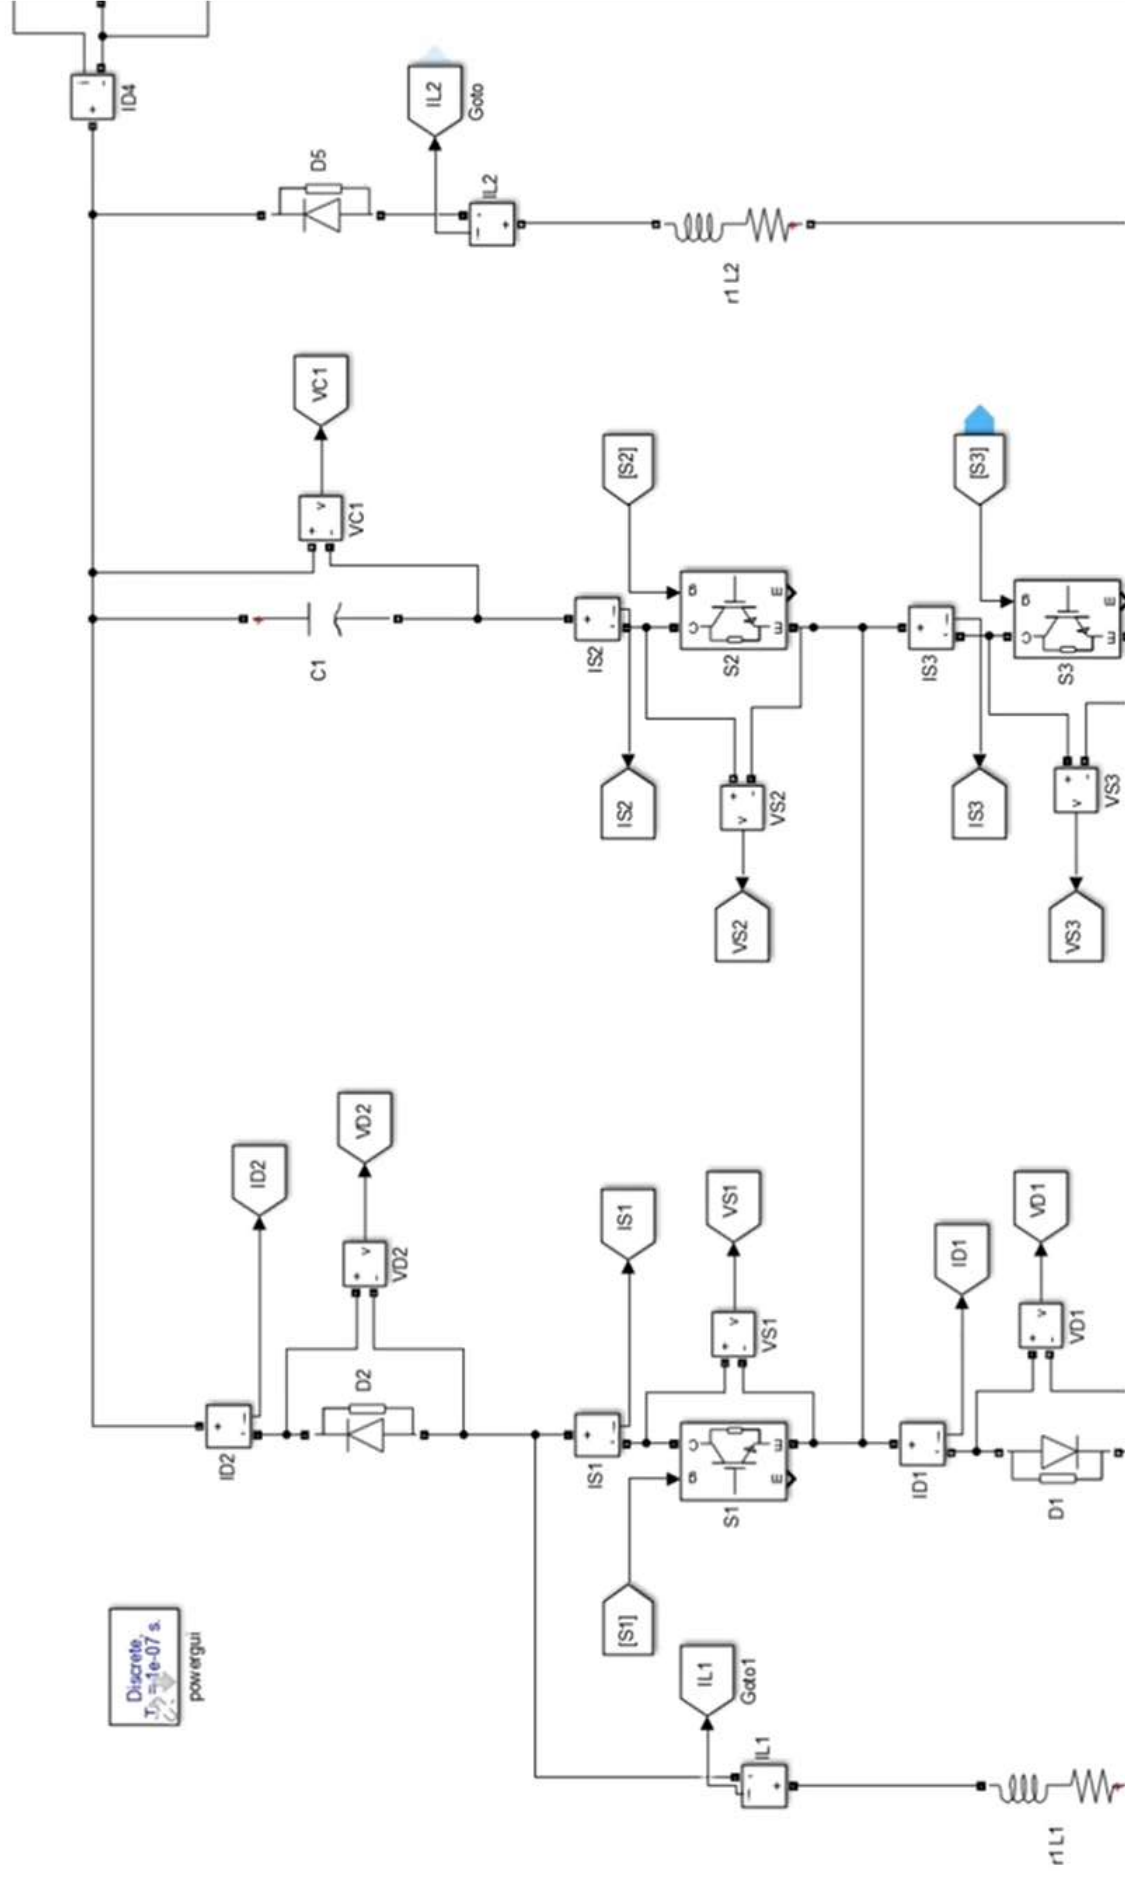 ID4
+
-
i
D5
IL2
Goto
IL2
+
-
i
r1 L2
VC1
VC1
+
-
v
C1
[S2]
IS2
+
-
i
g
C
m
E
S2
IS2
VS2
+
-
v
VS2
[S3]
IS3
+
-
i
g
C
m
E
S3
IS3
VS3
+
-
v
VS3
ID2
VD2
VD2
+
-
v
D2
ID2
+
-
i
IS1
VS1
VS1
+
-
v
IS1
+
-
i
g
C
m
E
S1
[S1]
ID1
VD1
VD1
+
-
v
ID1
+
-
i
D1
Discrete,
= 1e-07 s.
powergui
IL1
Goto1
IL1
+
-
i
r1 L1